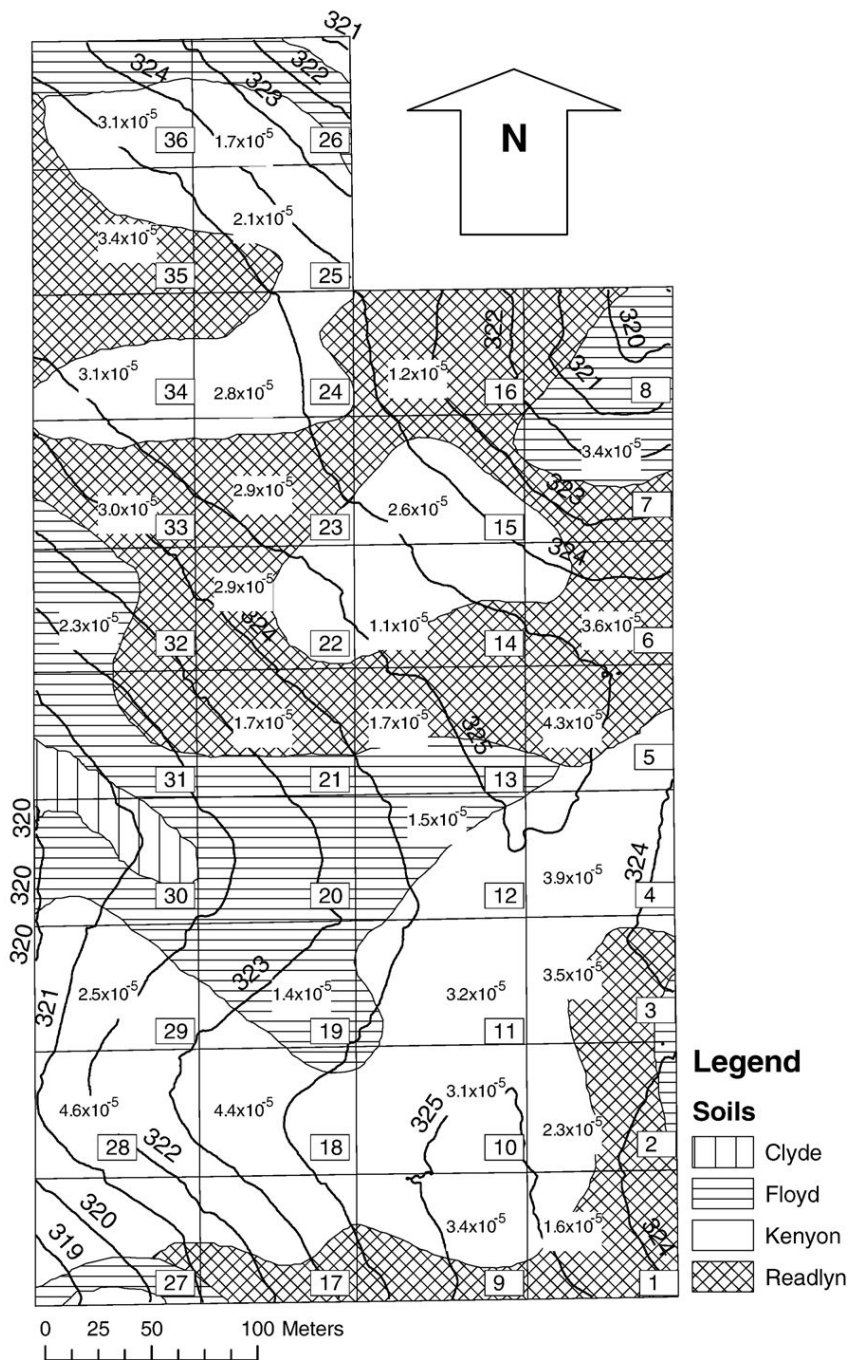 321
324
322
323
3.1x10⁻⁵
36
1.7x10⁻⁵
26
N
2.1x10⁻⁵
3.4x10⁻⁵
35
25
322
320
321
3.1x10⁻⁵
34
2.8x10⁻⁵
24
1.2x10⁻⁵
16
8
3.4x10⁻⁵
2.9x10⁻⁵
323
3.0x10⁻⁵
33
23
2.6x10⁻⁵
15
7
324
2.9x10⁻⁵
324
2.3x10⁻⁵
32
22
1.1x10⁻⁵
14
3.6x10⁻⁵
6
1.7x10⁻⁵
1.7x10⁻⁵
325
4.3x10⁻⁵
5
31
21
13
320
1.5x10⁻⁵
320
30
20
12
3.9x10⁻⁵
324
4
320
323
321
2.5x10⁻⁵
1.4x10⁻⁵
3.2x10⁻⁵
3.5x10⁻⁵
29
19
11
3
4.6x10⁻⁵
4.4x10⁻⁵
325
3.1x10⁻⁵
2.3x10⁻⁵
28
322
18
10
2
319
320
3.4x10⁻⁵
1.6x10⁻⁵
324
27
17
9
1
Legend
Soils
Clyde
Floyd
Kenyon
Readlyn
0 25 50 100 Meters